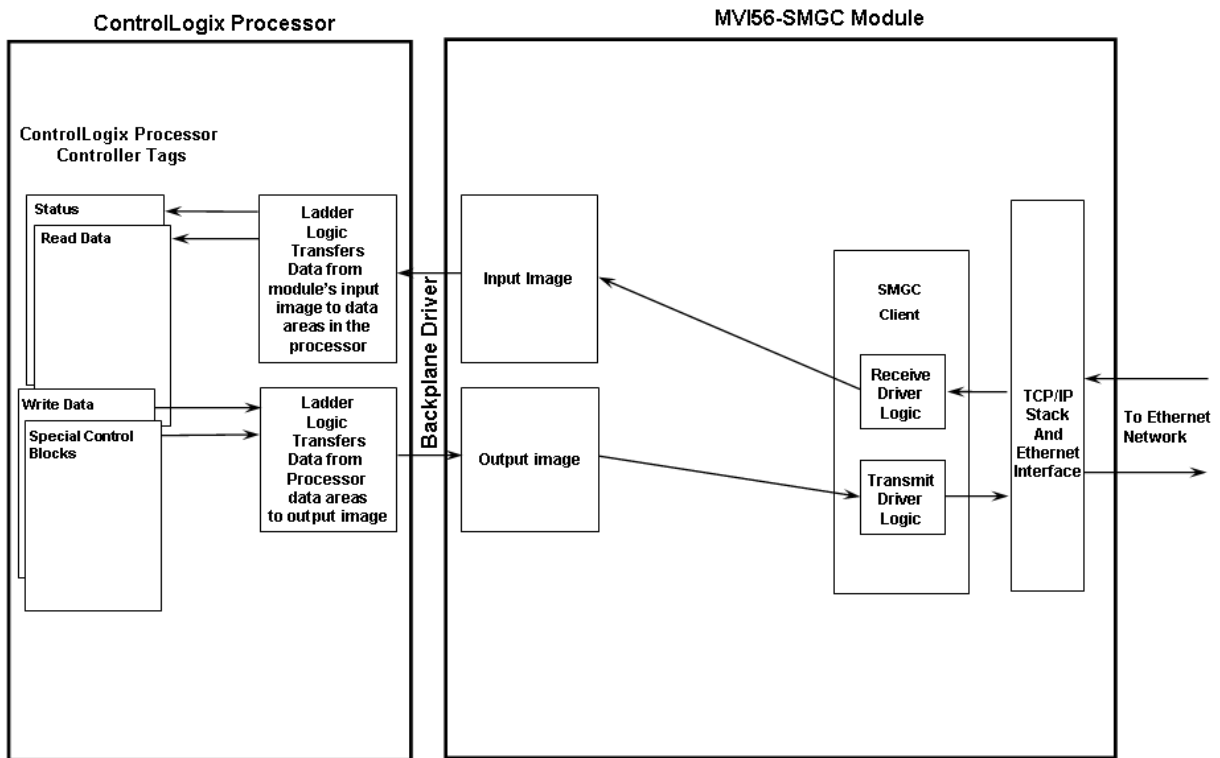 ControlLogix Processor
MVI56-SMGC Module
ControlLogix Processor
Controller Tags
Status
Read Data
Write Data
Special Control
Blocks
Ladder
Logic
Transfers
Data from
module's input
image to data
areas in the
processor
Ladder
Logic
Transfers
Data from
Processor
data areas
to output image
Backplane Driver
Input Image
Output image
SMGC
Client
Receive
Driver
Logic
Transmit
Driver
Logic
TCP/IP
Stack
And
Ethernet
Interface
To Ethernet
Network